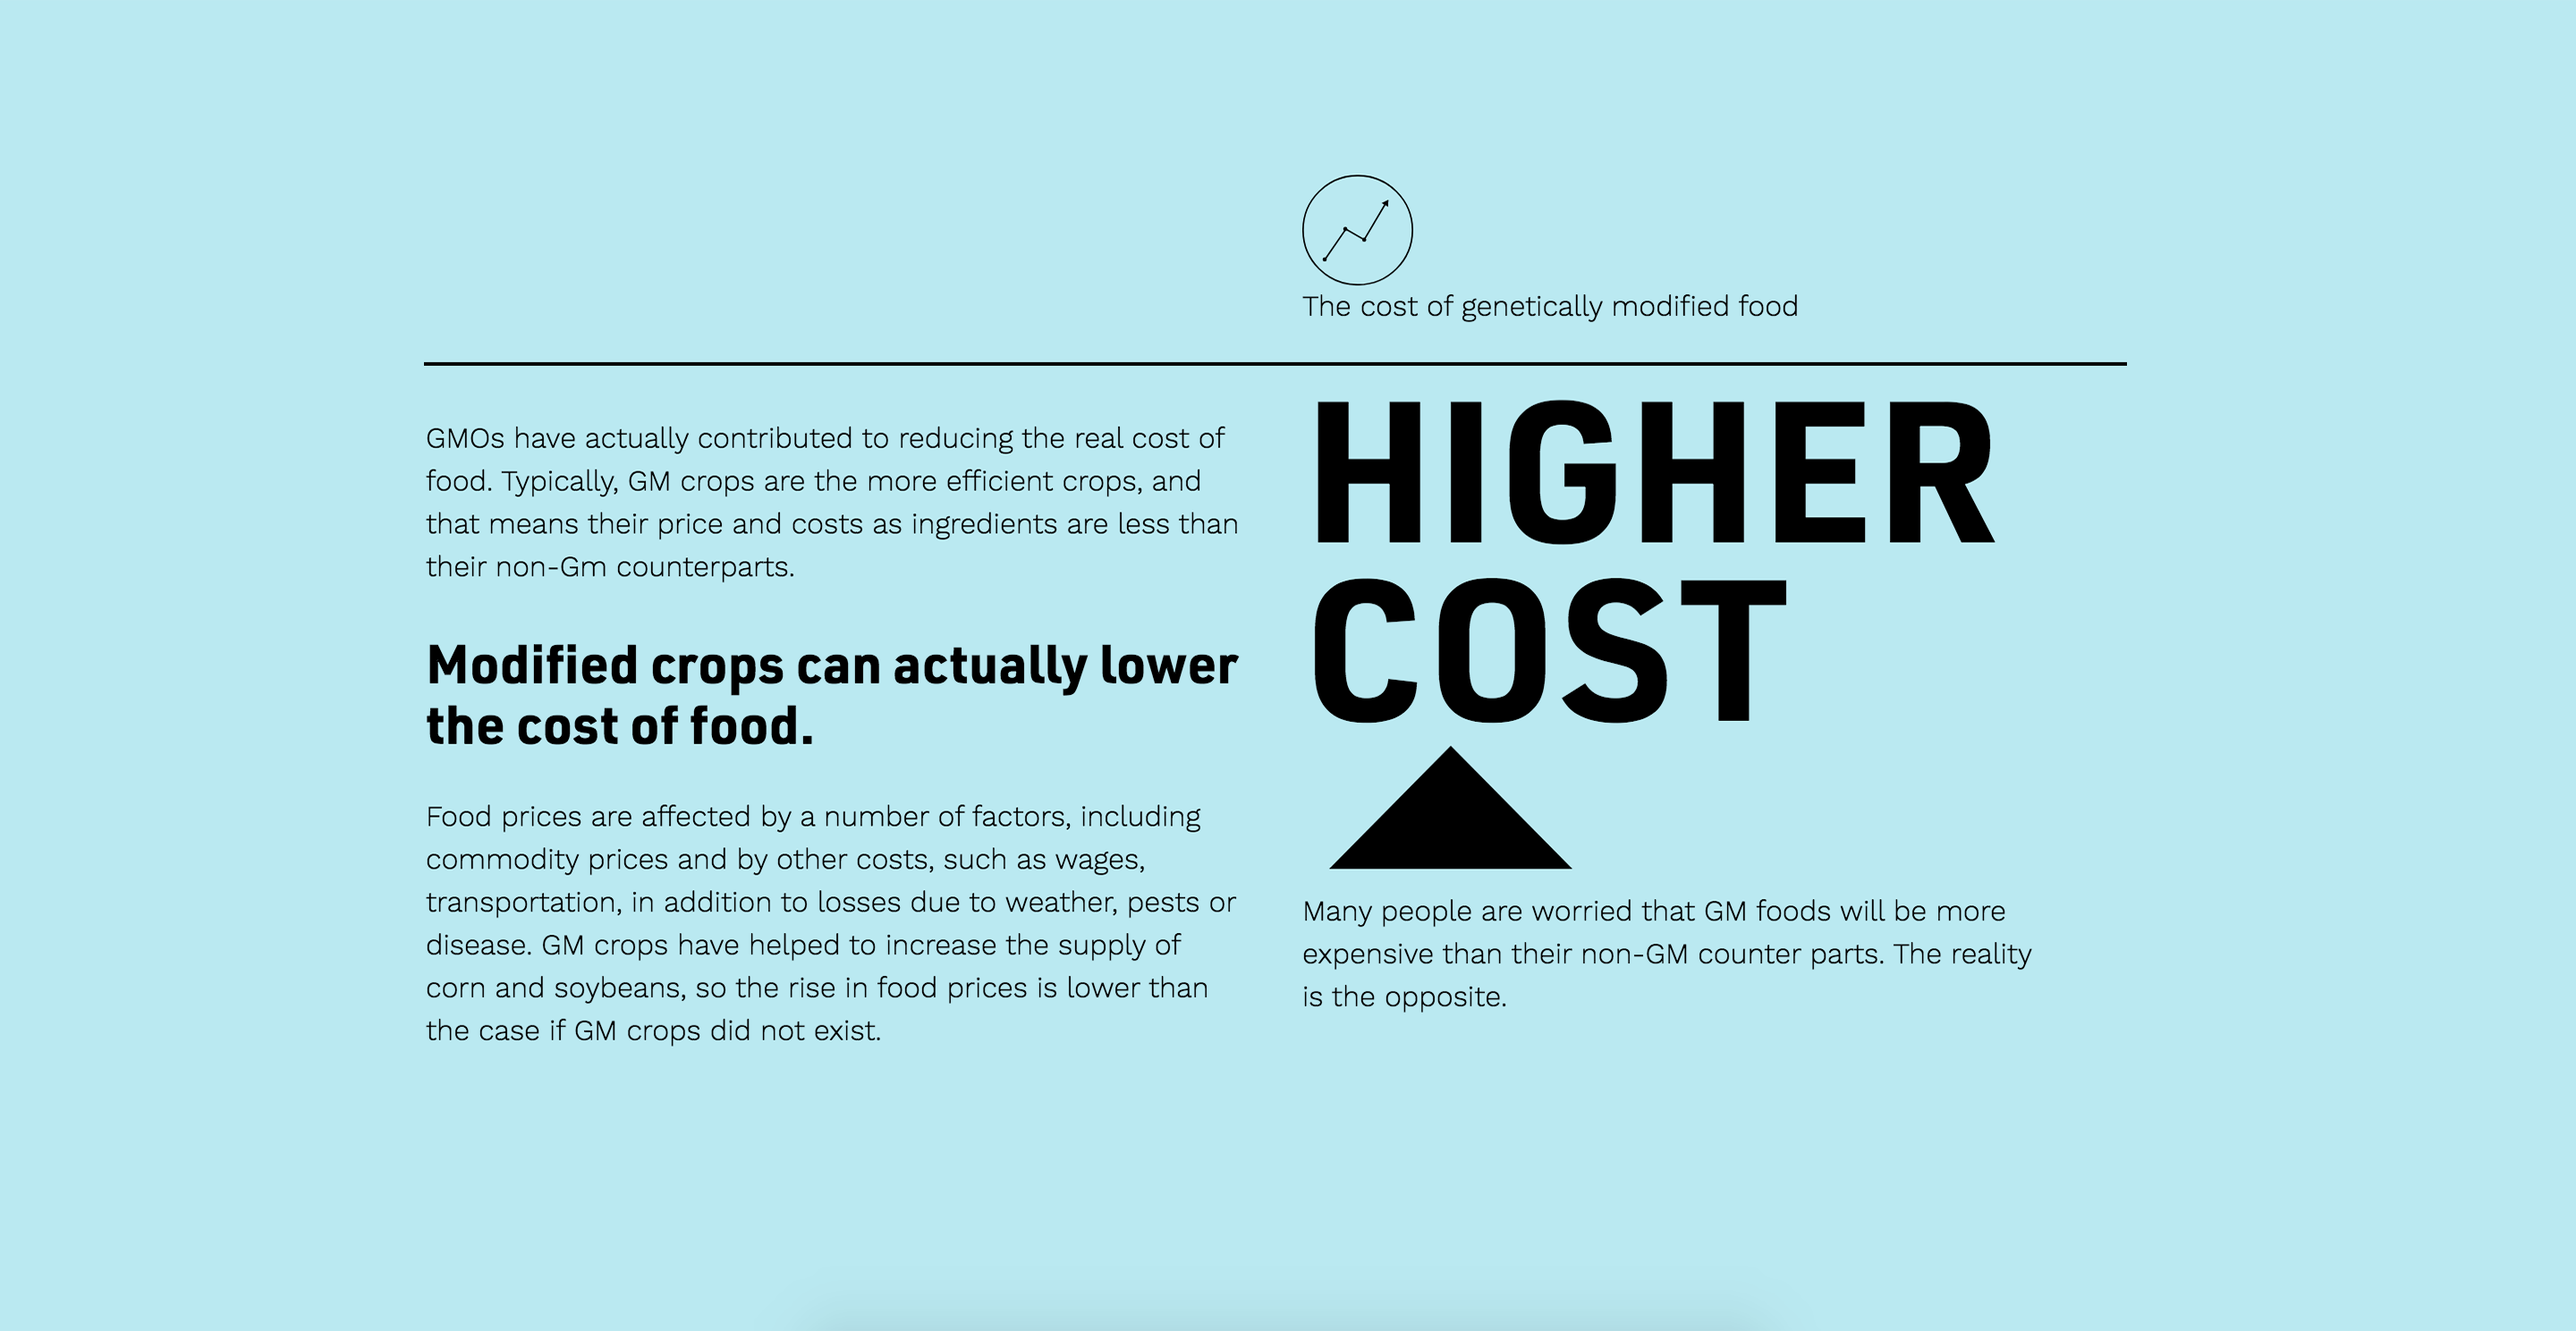 The cost of genetically modified food
GMOs have actually contributed to reducing the real cost of
food. Typically, GM crops are the more efficient crops, and
that means their price and costs as ingredients are less than
their non-Gm counterparts.
Modified crops can actually lower
the cost of food.
Food prices are affected by a number of factors, including
commodity prices and by other costs, such as wages,
transportation, in addition to losses due to weather, pests or
disease. GM crops have helped to increase the supply of
corn and soybeans, so the rise in food prices is lower than
the case if GM crops did not exist.
HIGHER
COST
Many people are worried that GM foods will be more
expensive than their non-GM counter parts. The reality
is the opposite.